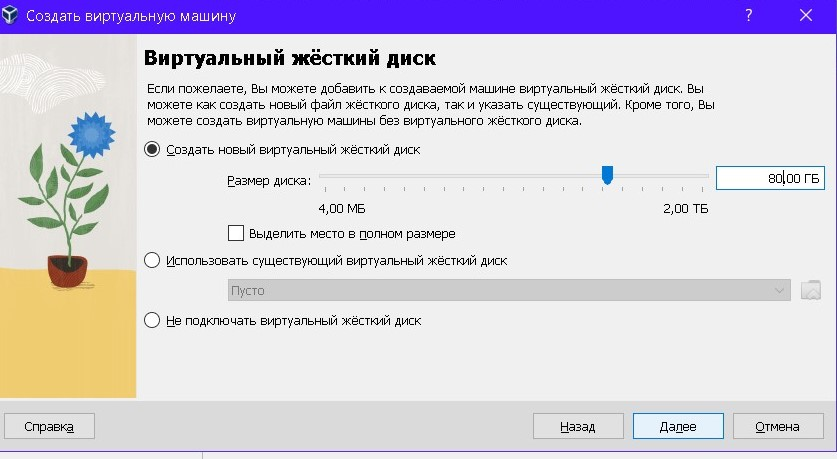 Создать виртуальную машину
?
Виртуальный жёсткий диск
Если пожелаете, Вы можете добавить к создаваемой машине виртуальный жёсткий диск. Вы
можете как создать новый файл жёсткого диска, так и указать существующий. Кроме того, Вы
можете создать виртуальную машины без виртуального жёсткого диска.
Создать новый виртуальный жёсткий диск
Размер диска:
80,00 ГБ
4,00 МБ
2,00 ТБ
Выделить место в полном размере
Использовать существующий виртуальный жёсткий диск
Пусто
Не подключать виртуальный жёсткий диск
Справка
Назад
Далее
Отмена